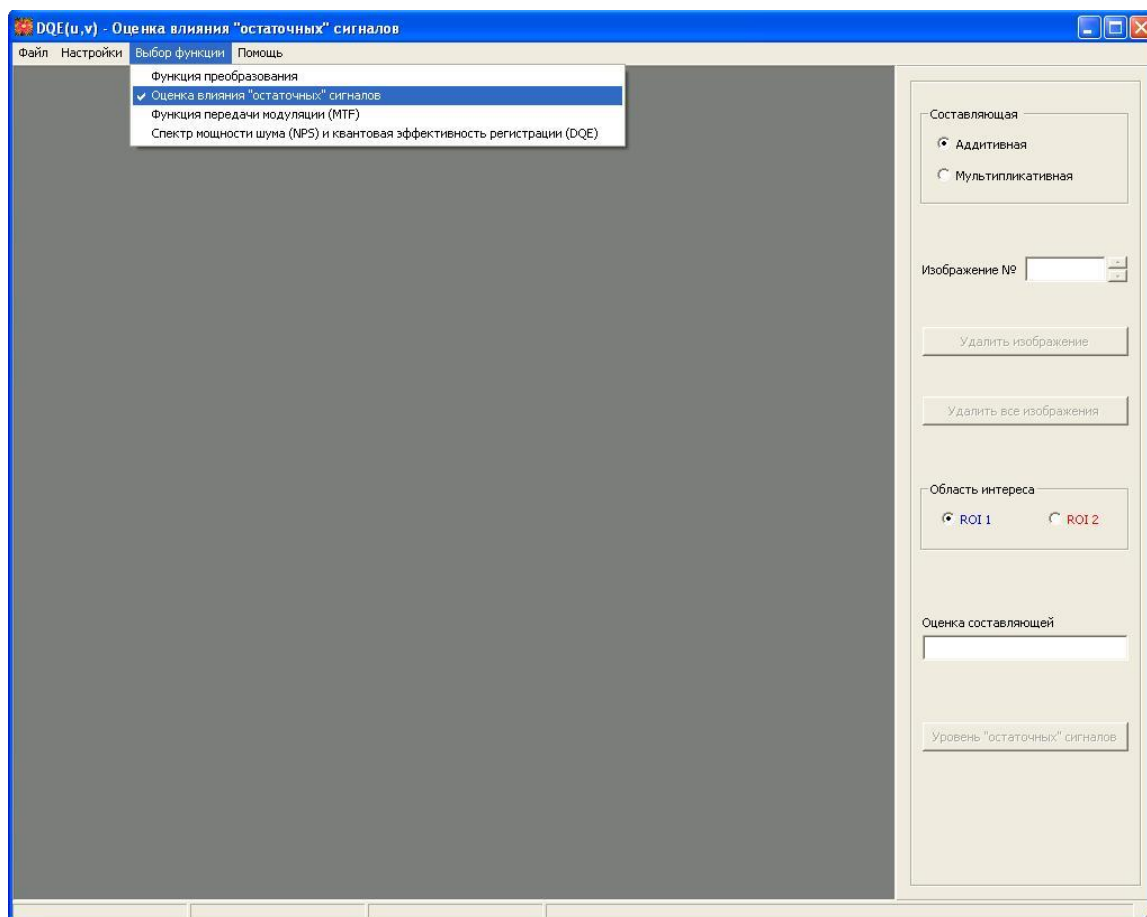 DQE(u,v) - Оценка влияния "остаточных" сигналов
Файл Настройки Выбор функции Помощь
Функция преобразования
Оценка влияния "остаточных" сигналов
Функция передачи модуляции (MTF)
Спектр мощности шума (NPS) и квантовая эффективность регистрации (DQE)
Составляющая
Аддитивная
Мультипликативная
Изображение №
Удалить изображение
Удалить все изображения
Область интереса
ROI 1 ROI 2
Оценка составляющей
Уровень "остаточных" сигналов